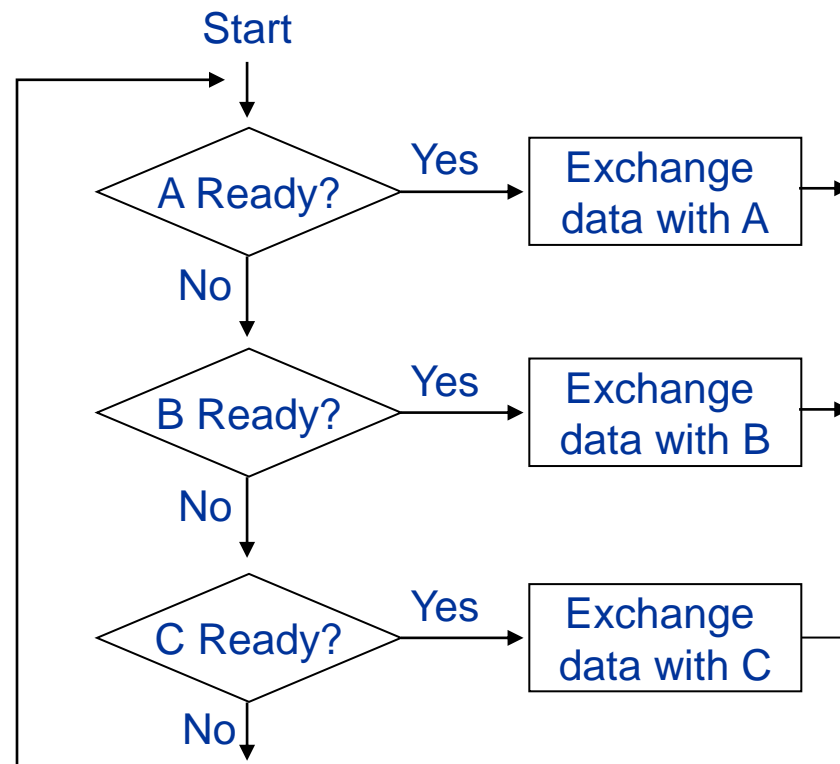 Start
A Ready?
Yes
Exchange
data with A
No
B Ready?
Yes
Exchange
data with B
No
C Ready?
Yes
Exchange
data with C
No